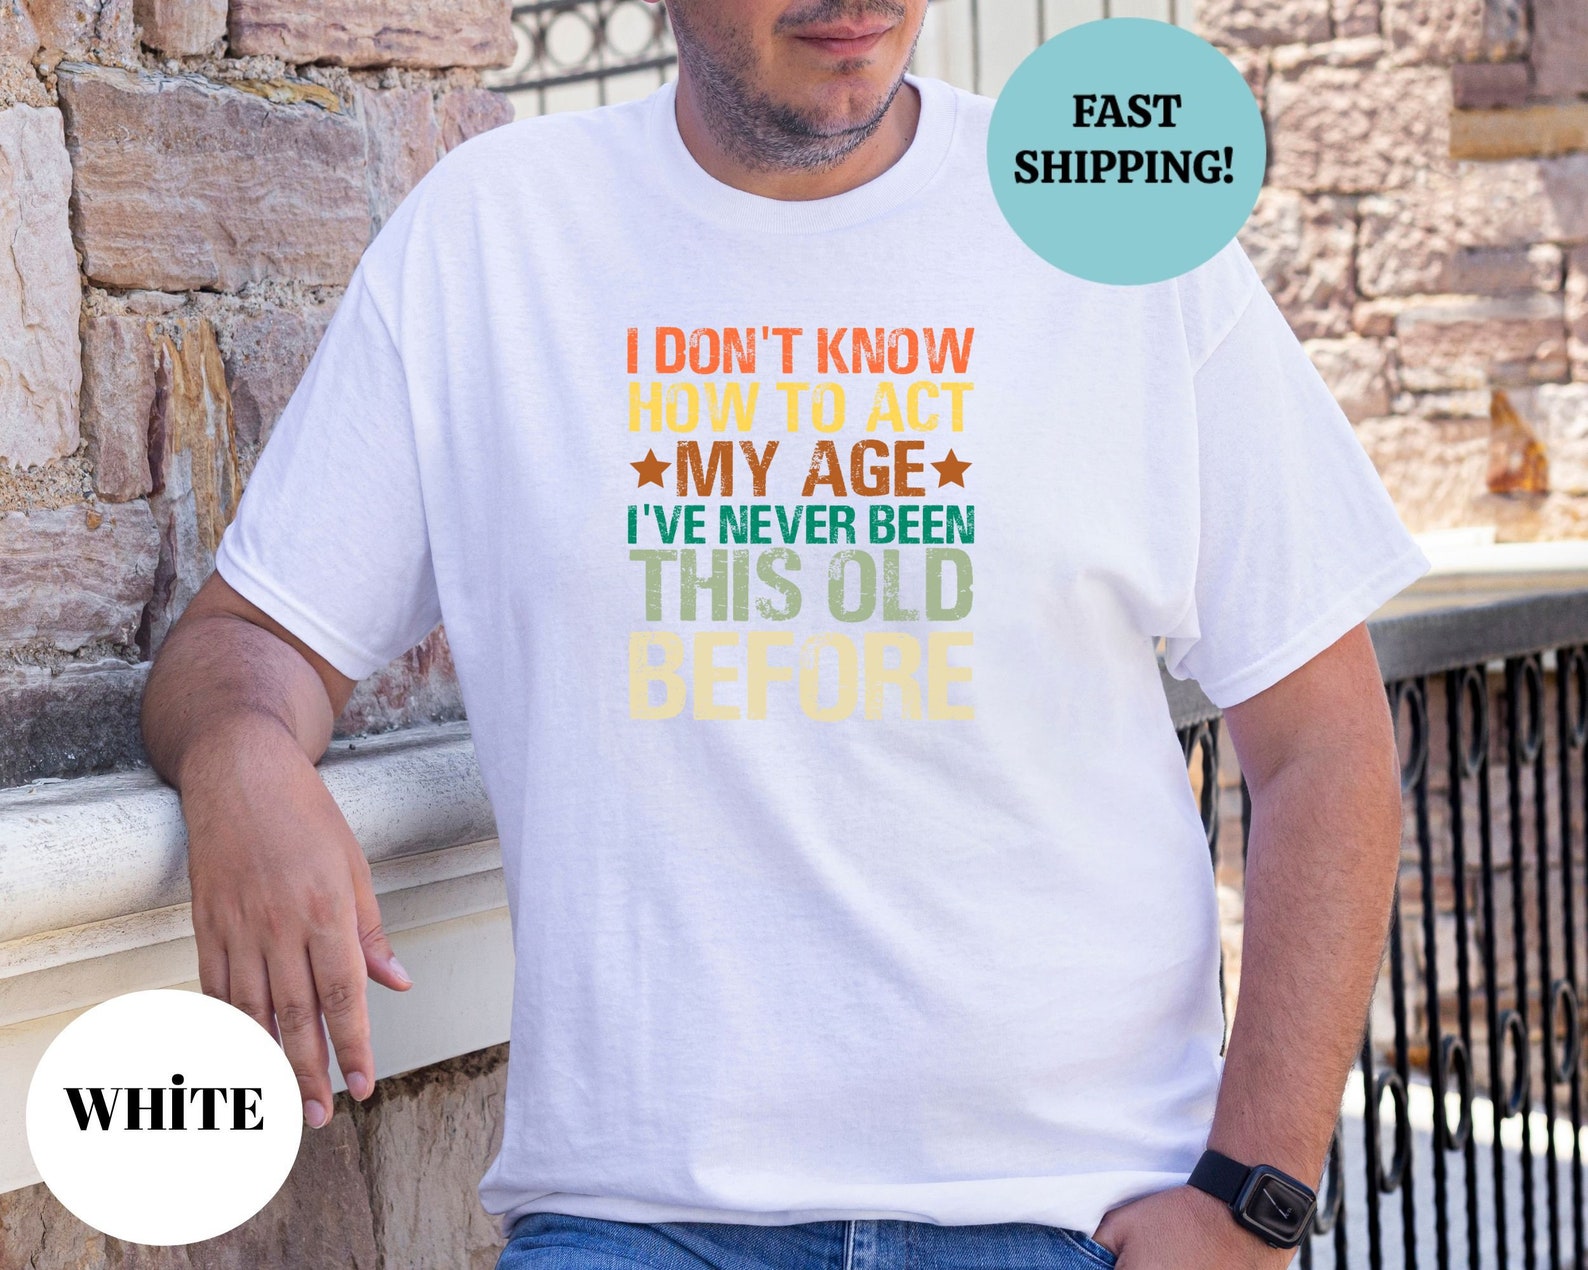 FAST
SHIPPING!
I DON'T KNOW
HOW TO ACT
★MY AGE★
I'VE NEVER BEEN
THIS OLD
BEFORE
WHİTE